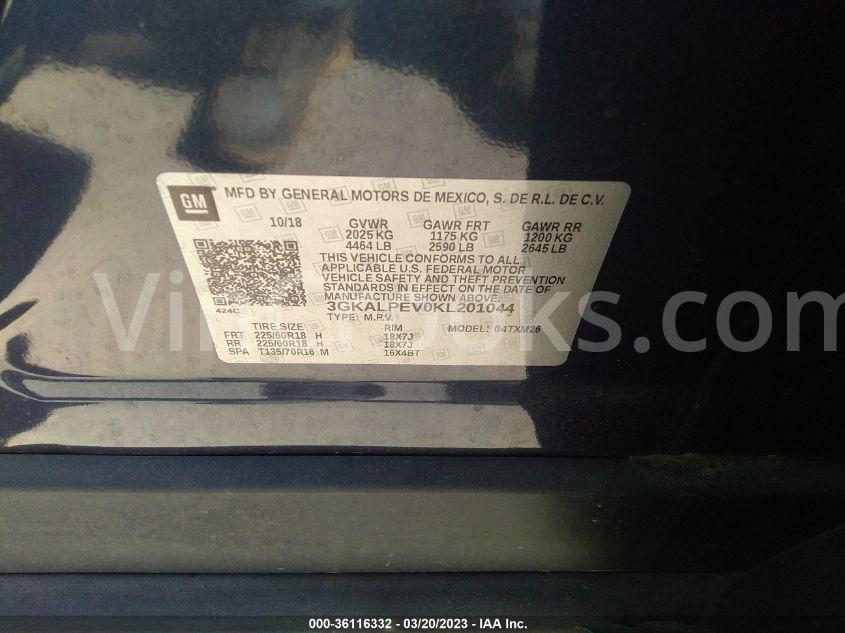 GM MFD BY GENERAL MOTORS DE MEXICO, S. DE R.L. DE C.V.
10/18 GVWR GAWR FRT GAWR RR
2025 KG 1175 KG 1200 KG
4464 LB 2590 LB 2645 LB
THIS VEHICLE CONFORMS TO ALL
APPLICABLE U.S. FEDERAL MOTOR
VEHICLE SAFETY AND THEFT PREVENTION
STANDARDS IN EFFECT ON THE DATE OF
MANUFACTURE SHOWN ABOVE.
424C 3GKALPEV0KL201044
TYPE: M.P.V. MODEL: 04TXM26
TIRE SIZE RIM
FRT 225/60R18 H 18X7J
RR 225/60R18 H 18X7J
SPA T135/70R16 M 16X4BT
000-36116332 - 03/20/2023 - IAA Inc.